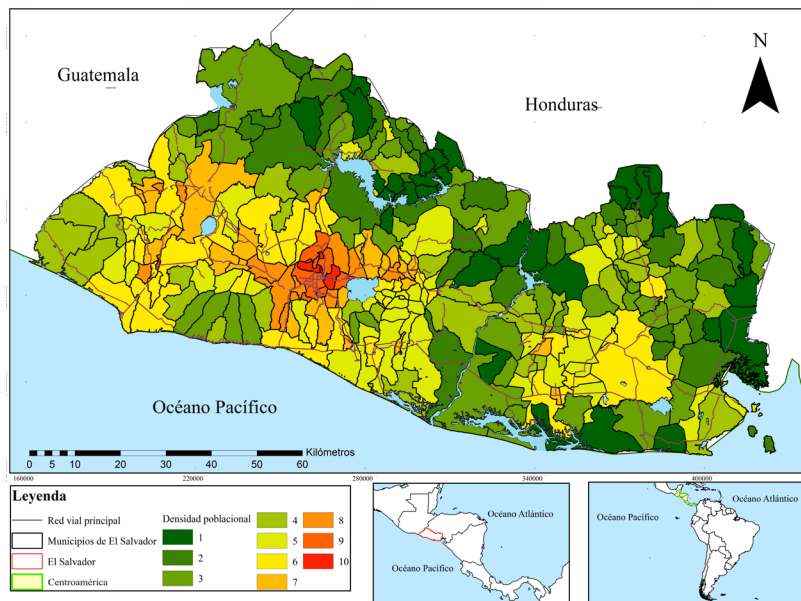 Guatemala
Honduras
N
Océano Pacífico
Kilómetros
0 5 10 20 30 40 50 60
160000
220000
280000
340000
400000
Leyenda
Red vial principal
Municipios de El Salvador
El Salvador
Centroamérica
Densidad poblacional
1
2
3
4
5
6
7
8
9
10
Océano Atlántico
Océano Pacífico
Océano Atlántico
Océano Pacífico